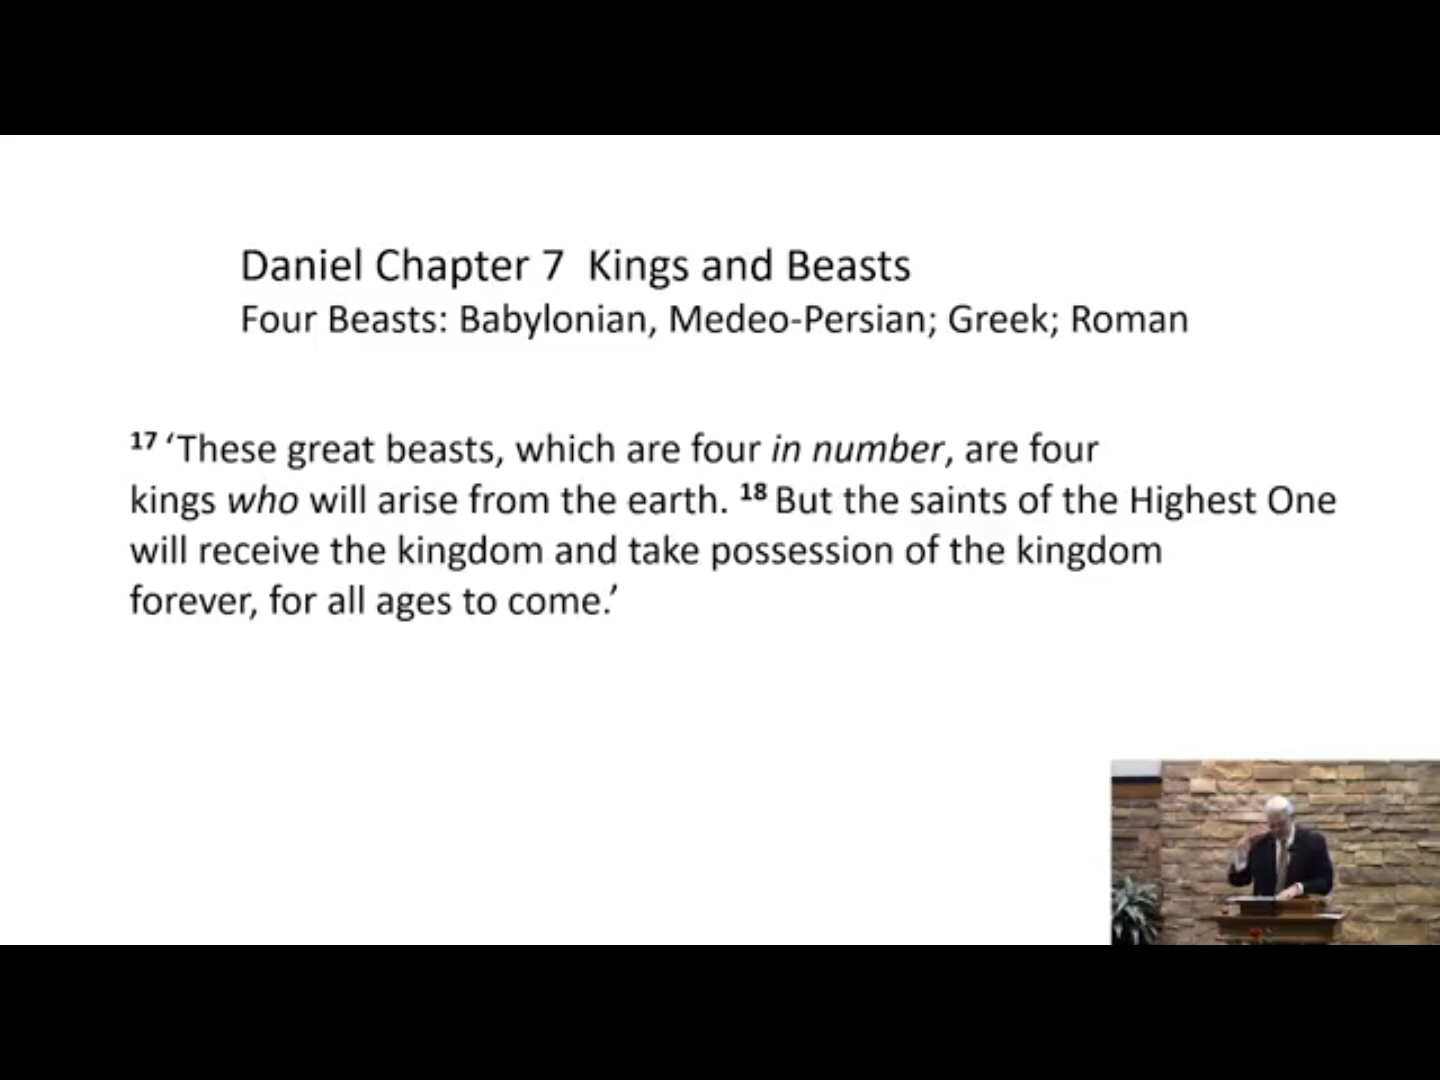 Daniel Chapter 7  Kings and Beasts
Four Beasts: Babylonian, Medeo-Persian; Greek; Roman
17 ‘These great beasts, which are four in number, are four
kings who will arise from the earth. 18 But the saints of the Highest One
will receive the kingdom and take possession of the kingdom
forever, for all ages to come.’